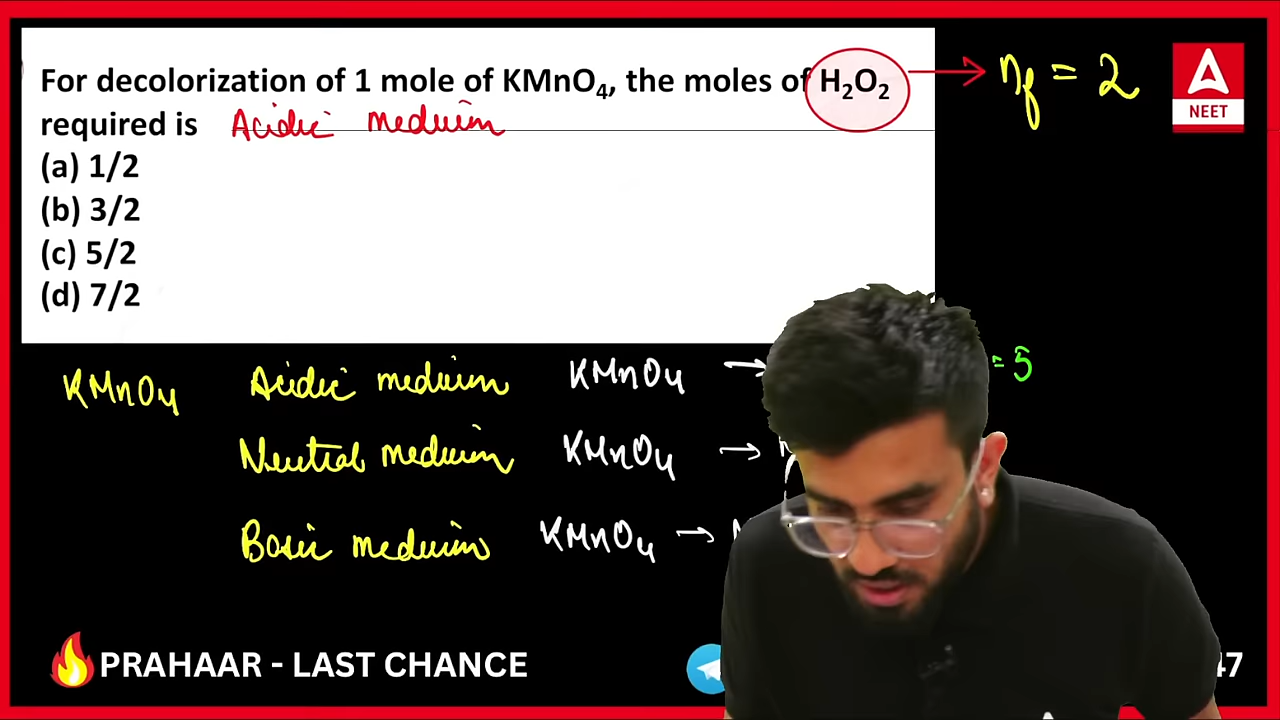 For decolorization of 1 mole of KMnO₄, the moles of H₂O₂ → nf = 2
required is Acidic medium
(a) 1/2
(b) 3/2
(c) 5/2
(d) 7/2
A
NEET
KMnO4 Acidic medium KMnO4 → = 5
Neutral medium KMnO4 →
Basic medium KMnO4 →
PRAHAAR - LAST CHANCE
47